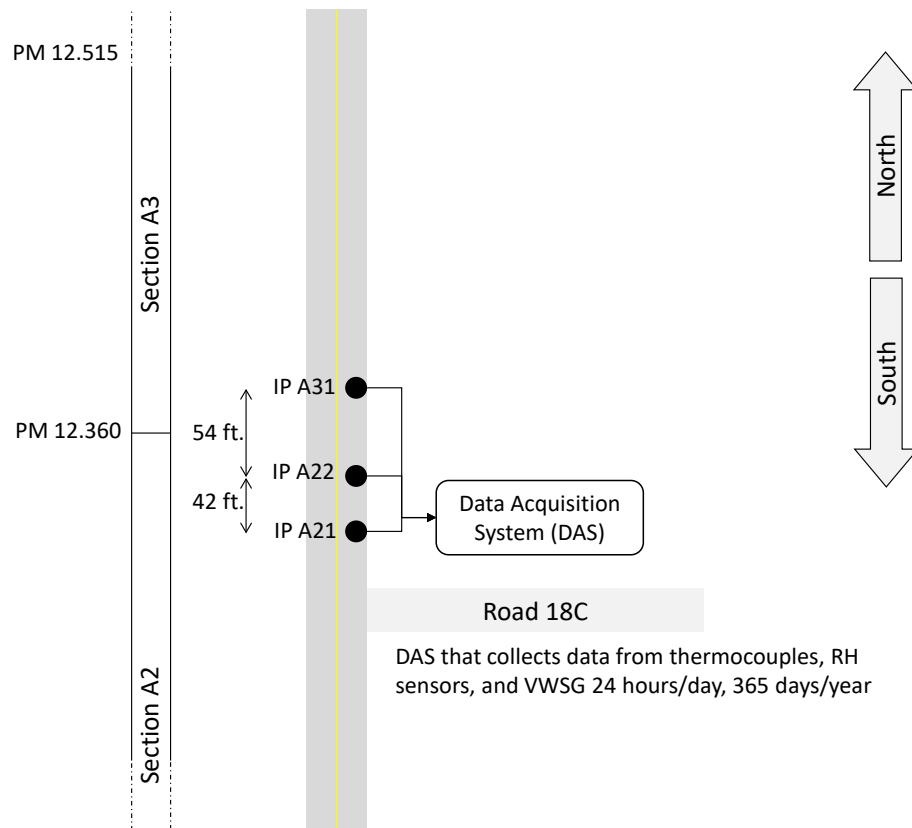 PM 12.515
North
Section A3
South
IP A31
PM 12.360
54 ft.
IP A22
42 ft.
IP A21
Data Acquisition
System (DAS)
Road 18C
DAS that collects data from thermocouples, RH
sensors, and VWSG 24 hours/day, 365 days/year
Section A2